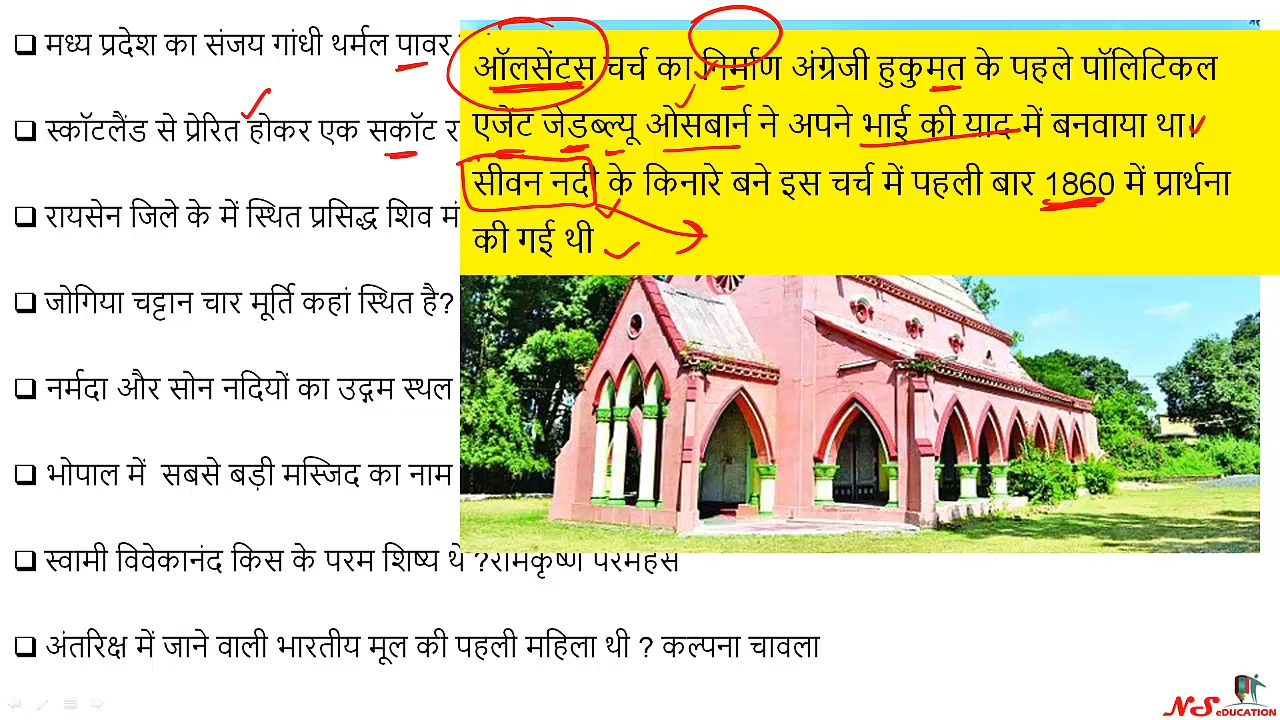 मध्य प्रदेश का संजय गांधी थर्मल पावर
ऑलसेंट्स चर्च का निर्माण अंग्रेजी हुकुमत के पहले पॉलिटिकल
एजेंट जेडब्ल्यू ओसबार्न ने अपने भाई की याद में बनवाया था।
सीवन नदी के किनारे बने इस चर्च में पहली बार 1860 में प्रार्थना
की गई थी
स्कॉटलैंड से प्रेरित होकर एक सकॉट
रायसेन जिले के में स्थित प्रसिद्ध शिव
जोगिया चट्टान चार मूर्ति कहां स्थित है?
नर्मदा और सोन नदियों का उद्गम स्थल
भोपाल में सबसे बड़ी मस्जिद का नाम
स्वामी विवेकानंद किस के परम शिष्य थे ?रामकृष्ण परमहंस
अंतरिक्ष में जाने वाली भारतीय मूल की पहली महिला थी ? कल्पना चावला
NS eDUCATION